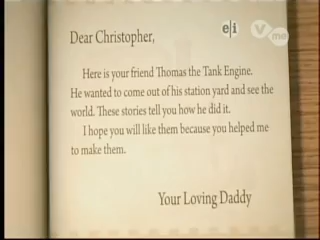 e|i
V me
Dear Christopher,
Here is your friend Thomas the Tank Engine.
He wanted to come out of his station yard and see the
world. These stories tell you how he did it.
I hope you will like them because you helped me
to make them.
Your Loving Daddy